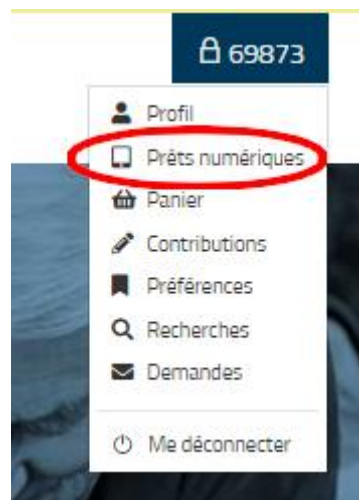 69873
Profil
Prêts numériques
Panier
Contributions
Préférences
Recherches
Demandes
Me déconnecter